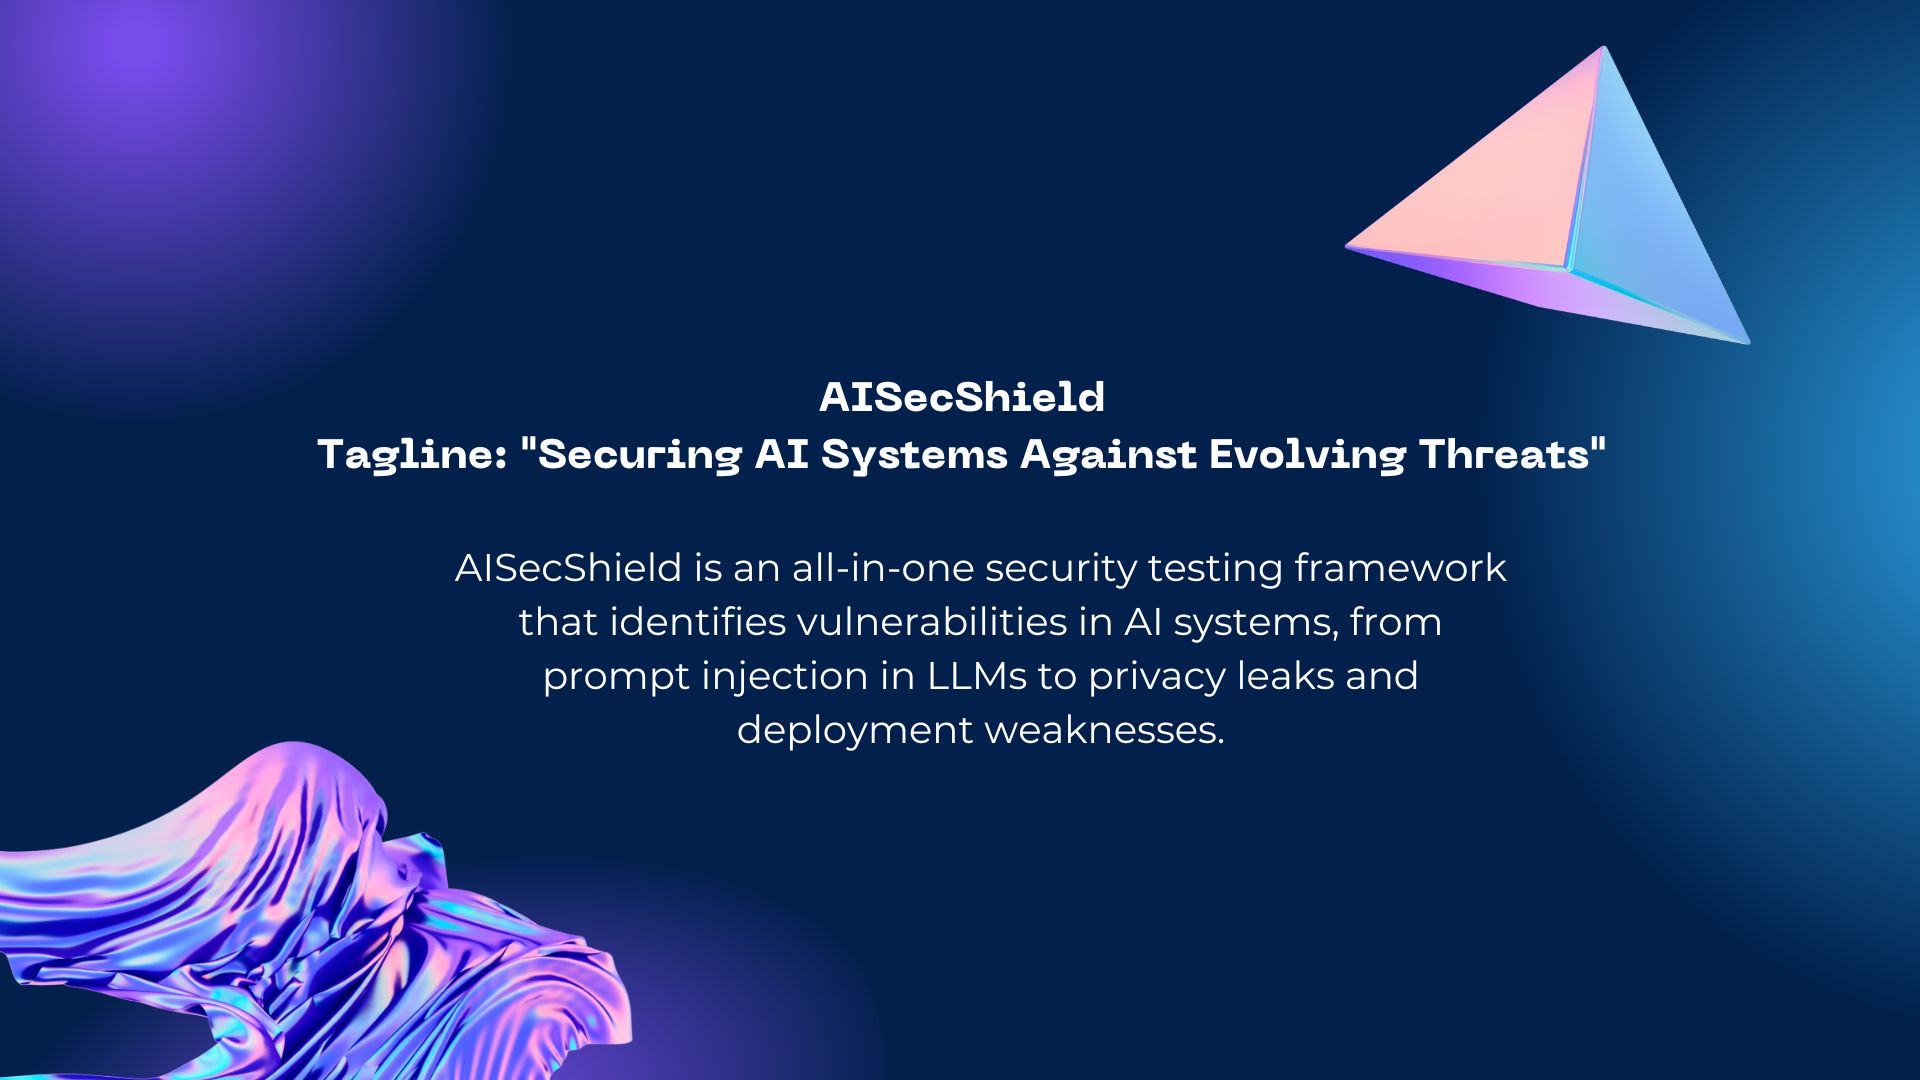 AISecShield
Tagline: "Securing AI Systems Against Evolving Threats"
AISecShield is an all-in-one security testing framework
that identifies vulnerabilities in AI systems, from
prompt injection in LLMs to privacy leaks and
deployment weaknesses.